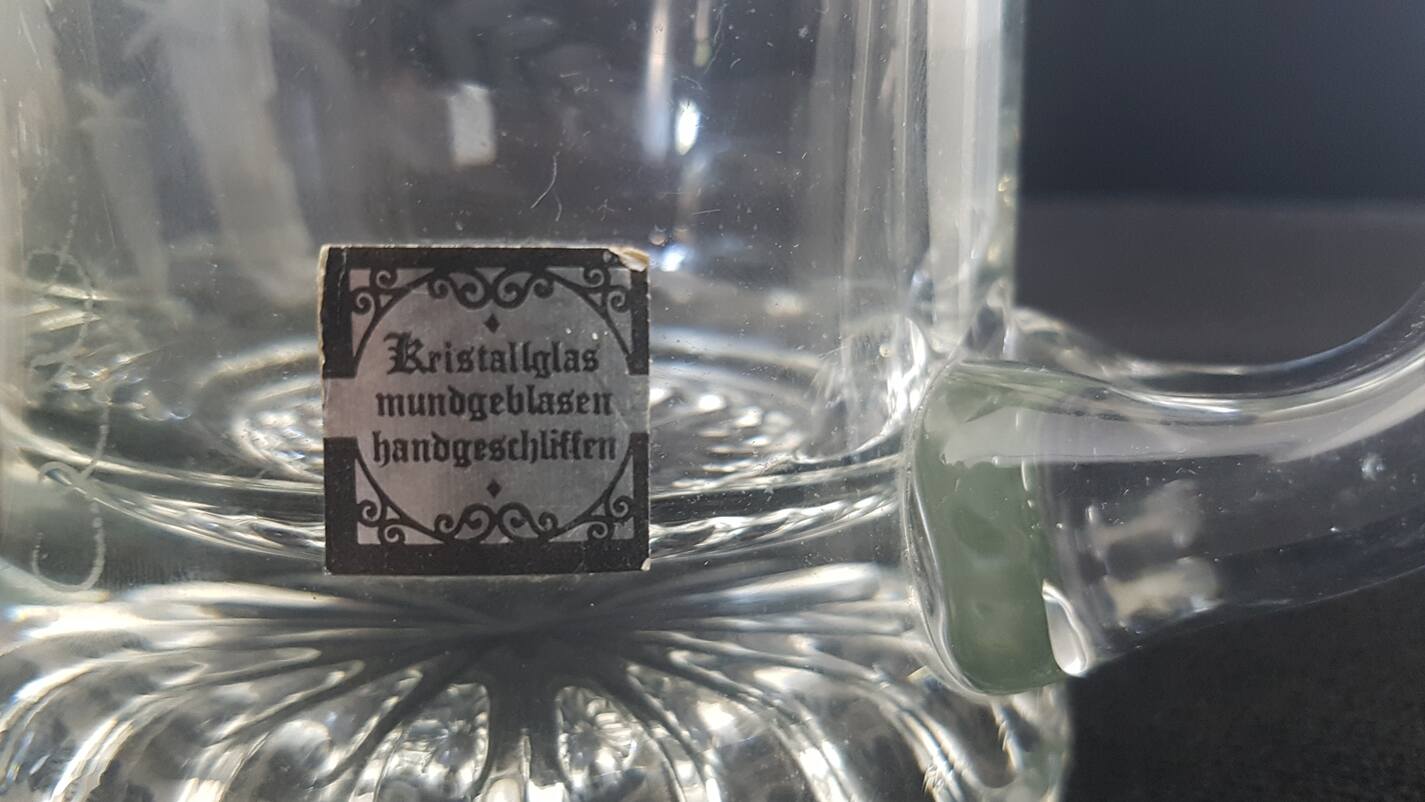 Kristallglas
mundgeblasen
handgeschliffen